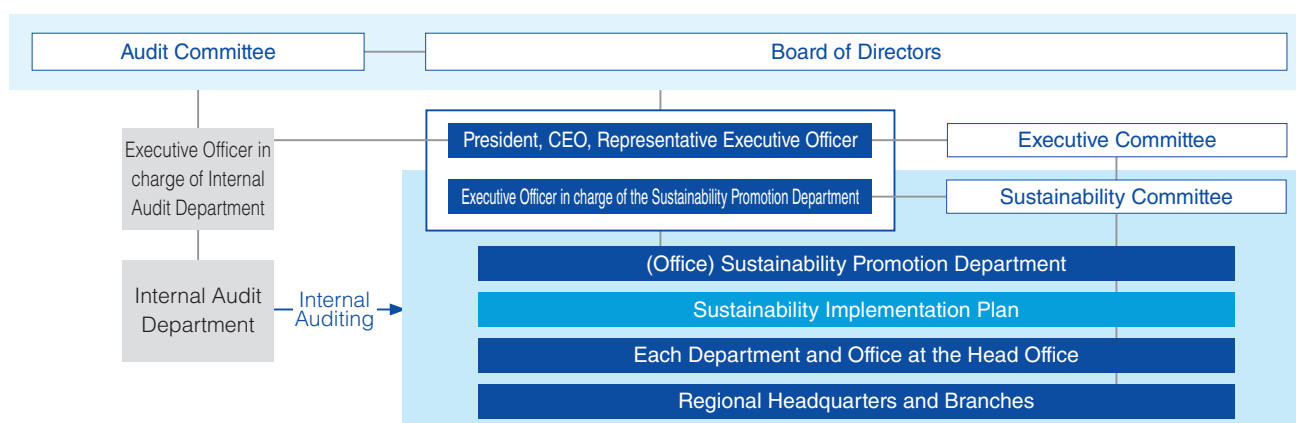 Audit Committee
Board of Directors
Executive Officer in
charge of Internal
Audit Department
President, CEO, Representative Executive Officer
Executive Committee
Executive Officer in charge of the Sustainability Promotion Department
Sustainability Committee
(Office) Sustainability Promotion Department
Internal Audit
Department
Internal
Auditing
Sustainability Implementation Plan
Each Department and Office at the Head Office
Regional Headquarters and Branches